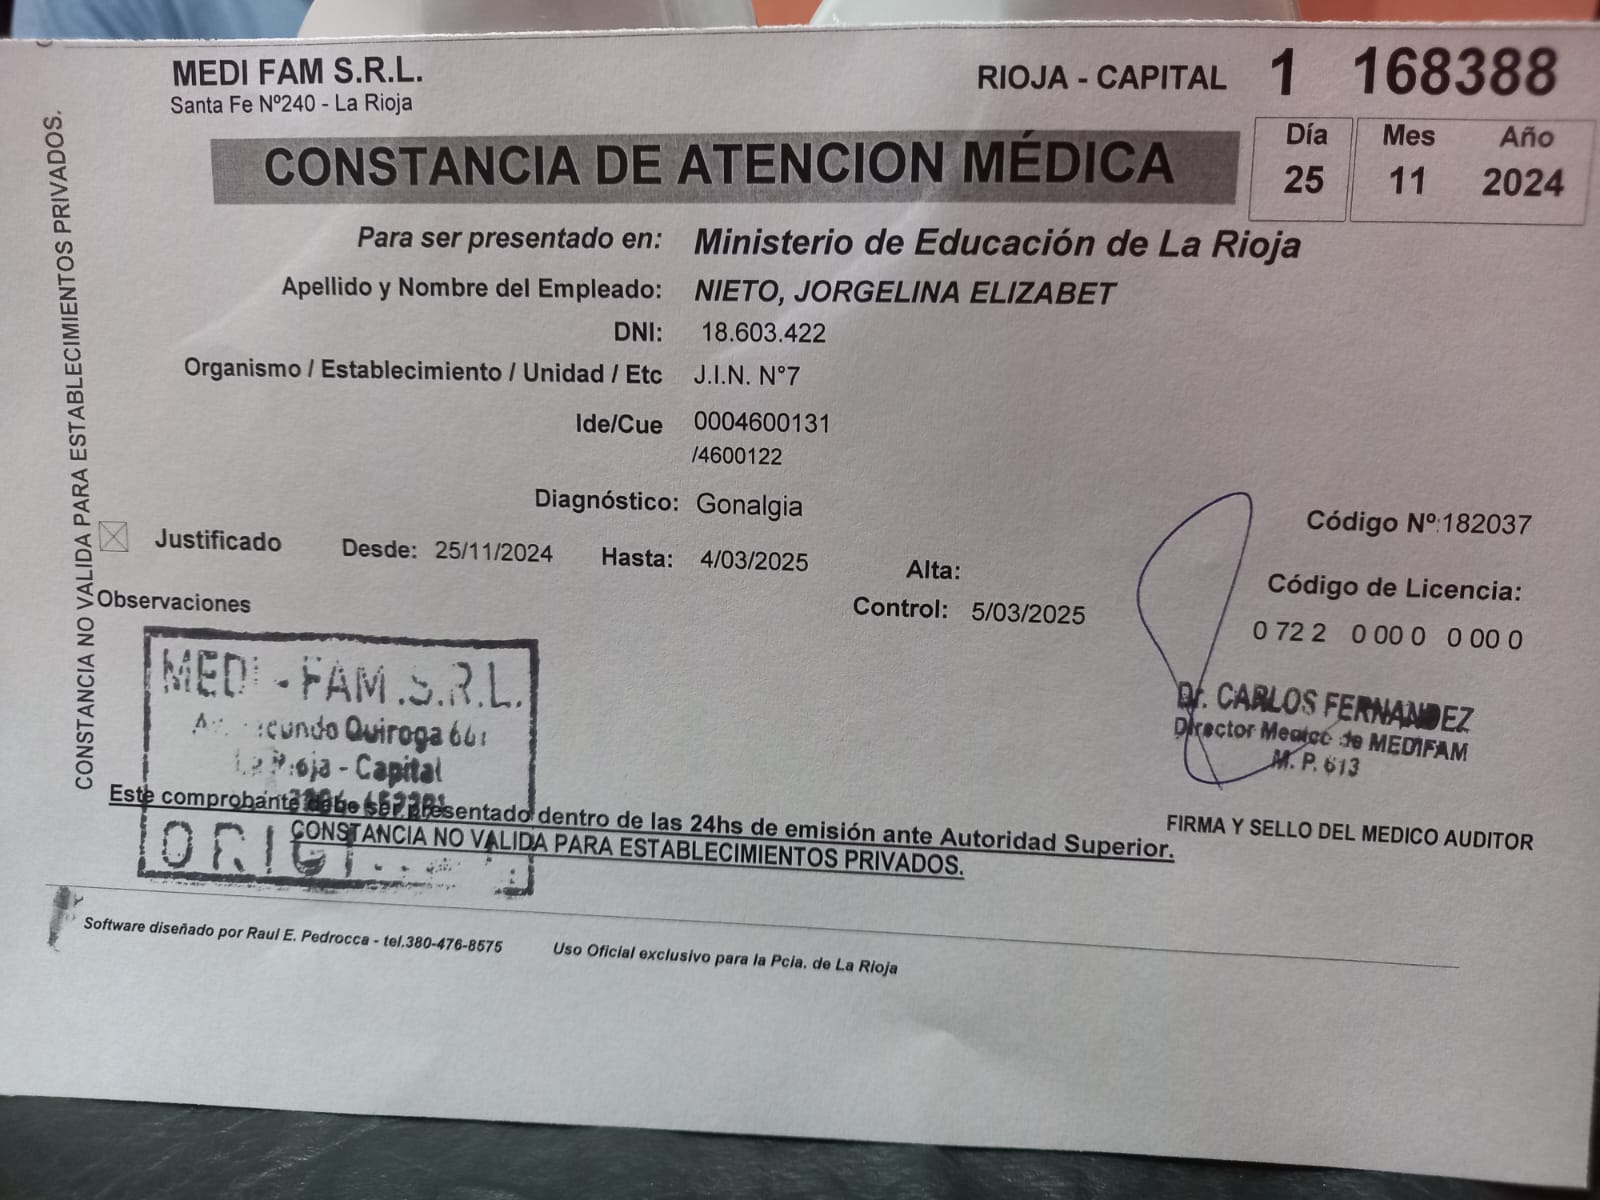 MEDI FAM S.R.L.
Santa Fe Nº240 - La Rioja
RIOJA - CAPITAL 1 168388
CONSTANCIA DE ATENCION MÉDICA
Día Mes Año
25 11 2024
Para ser presentado en: Ministerio de Educación de La Rioja
Apellido y Nombre del Empleado: NIETO, JORGELINA ELIZABET
DNI: 18.603.422
Organismo / Establecimiento / Unidad / Etc J.I.N. N°7
Ide/Cue 0004600131
/4600122
Diagnóstico: Gonalgia
Código Nº:182037
Justificado Desde: 25/11/2024 Hasta: 4/03/2025 Alta:
Control: 5/03/2025
Código de Licencia:
0 72 2 0 00 0 0 00 0
Observaciones
MEDI - FAM.S.R.L.
Quiroga
La Rioja - Capital
Dr. CARLOS FERNANDEZ
Director Medico de MEDIFAM
M. P. 613
Este comprobante debe ser presentado dentro de las 24hs de emisión ante Autoridad Superior.
CONSTANCIA NO VALIDA PARA ESTABLECIMIENTOS PRIVADOS.
FIRMA Y SELLO DEL MEDICO AUDITOR
Software diseñado por Raul E. Pedrocca - tel.380-476-8575 Uso Oficial exclusivo para la Pcia. de La Rioja
CONSTANCIA NO VALIDA PARA ESTABLECIMIENTOS PRIVADOS.